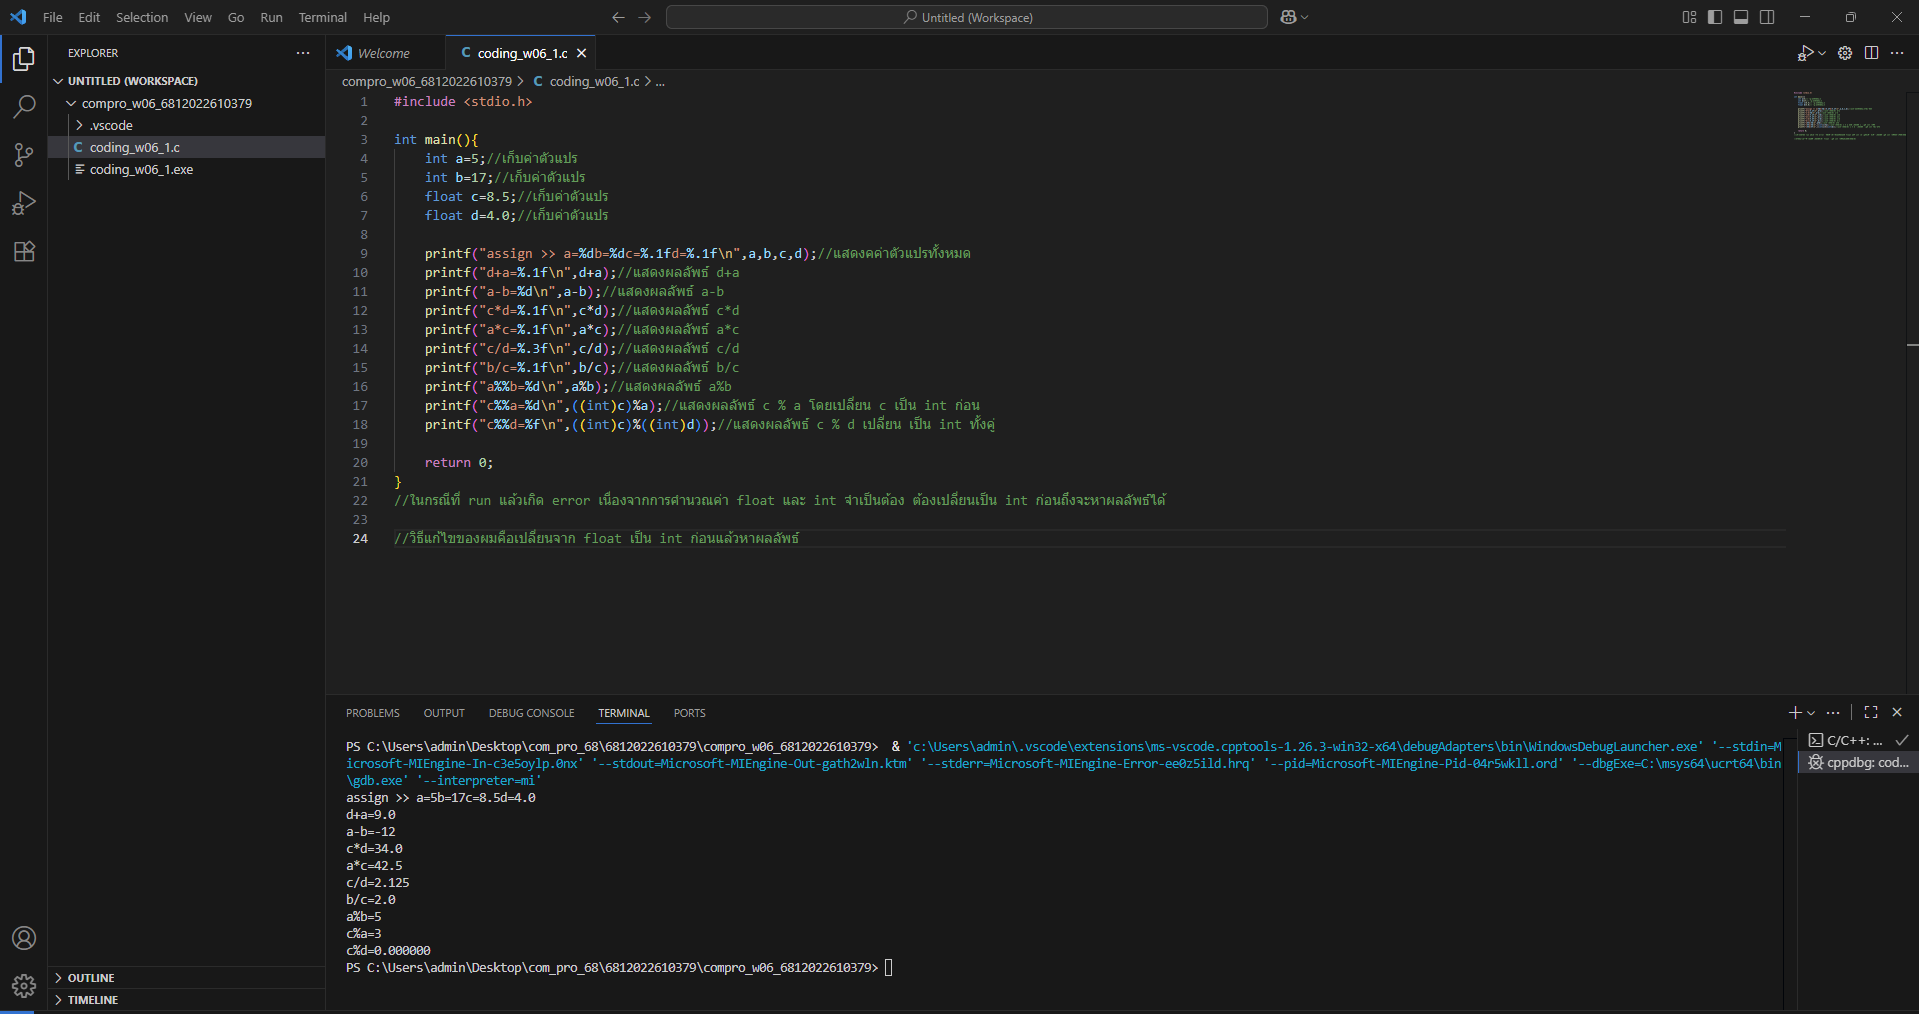 File Edit Selection View Go Run Terminal Help
Untitled (Workspace)
EXPLORER
UNTITLED (WORKSPACE)
compro_w06_6812022610379
.vscode
C coding_w06_1.c
coding_w06_1.exe
OUTLINE
TIMELINE
Welcome
C coding_w06_1.c
compro_w06_6812022610379 > C coding_w06_1.c > ...
1 #include <stdio.h>
2
3 int main(){
4 int a=5;//เก็บค่าตัวแปร
5 int b=17;//เก็บค่าตัวแปร
6 float c=8.5;//เก็บค่าตัวแปร
7 float d=4.0;//เก็บค่าตัวแปร
8
9 printf("assign >> a=%db=%dc=%.1fd=%.1f\n",a,b,c,d);//แสดงคค่าตัวแปรทั้งหมด
10 printf("d+a=%.1f\n",d+a);//แสดงผลลัพธ์ d+a
11 printf("a-b=%d\n",a-b);//แสดงผลลัพธ์ a-b
12 printf("c*d=%.1f\n",c*d);//แสดงผลลัพธ์ c*d
13 printf("a*c=%.1f\n",a*c);//แสดงผลลัพธ์ a*c
14 printf("c/d=%.3f\n",c/d);//แสดงผลลัพธ์ c/d
15 printf("b/c=%.1f\n",b/c);//แสดงผลลัพธ์ b/c
16 printf("a%%b=%d\n",a%b);//แสดงผลลัพธ์ a%b
17 printf("c%%a=%d\n",((int)c)%a);//แสดงผลลัพธ์ c % a โดยเปลี่ยน c เป็น int ก่อน
18 printf("c%%d=%f\n",((int)c)%((int)d));//แสดงผลลัพธ์ c % d เปลี่ยน เป็น int ทั้งคู่
19
20 return 0;
21 }
22 //ในกรณีที่ run แล้วเกิด error เนื่องจากการคำนวณค่า float และ int จำเป็นต้อง ต้องเปลี่ยนเป็น int ก่อนถึงจะหาผลลัพธ์ได้
23
24 //วิธีแก้ไขของผมคือเปลี่ยนจาก float เป็น int ก่อนแล้วหาผลลัพธ์
PROBLEMS OUTPUT DEBUG CONSOLE TERMINAL PORTS
PS C:\Users\admin\Desktop\com_pro_68\6812022610379\compro_w06_6812022610379> & 'c:\Users\admin\.vscode\extensions\ms-vscode.cpptools-1.26.3-win32-x64\debugAdapters\bin\WindowsDebugLauncher.exe' '--stdin=M
icrosoft-MIEngine-In-c3e5oylp.0nx' '--stdout=Microsoft-MIEngine-Out-gath2wln.ktm' '--stderr=Microsoft-MIEngine-Error-ee0z5ild.hrq' '--pid=Microsoft-MIEngine-Pid-04r5wkll.ord' '--dbgExe=C:\msys64\ucrt64\bin
\gdb.exe' '--interpreter=mi'
assign >> a=5b=17c=8.5d=4.0
d+a=9.0
a-b=-12
c*d=34.0
a*c=42.5
c/d=2.125
b/c=2.0
a%b=5
c%a=3
c%d=0.000000
PS C:\Users\admin\Desktop\com_pro_68\6812022610379\compro_w06_6812022610379>
C/C++: ...
cppdbg: cod...